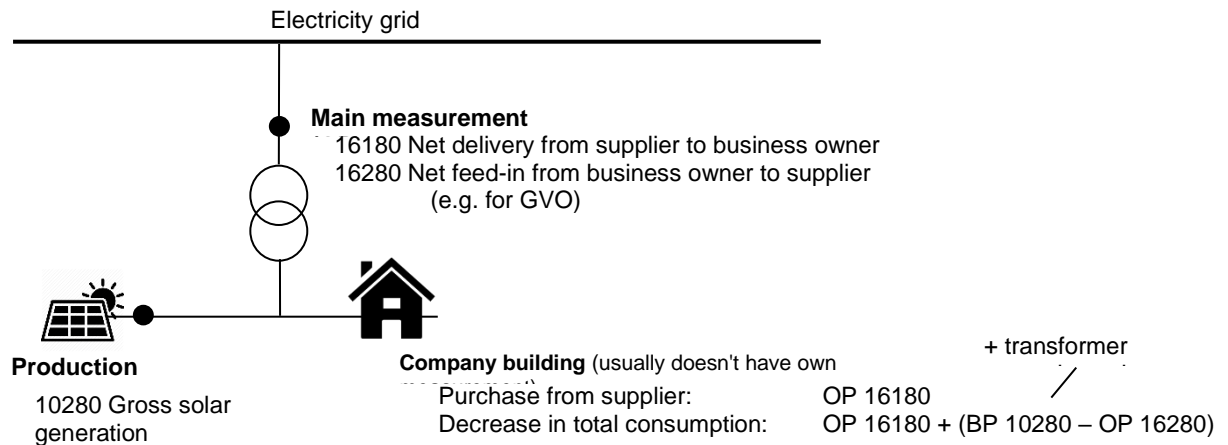 Electricity grid
Main measurement
16180 Net delivery from supplier to business owner
16280 Net feed-in from business owner to supplier
(e.g. for GVO)
Production
10280 Gross solar
generation
Company building (usually doesn't have own
+ transformer
Purchase from supplier: OP 16180
Decrease in total consumption: OP 16180 + (BP 10280 – OP 16280)